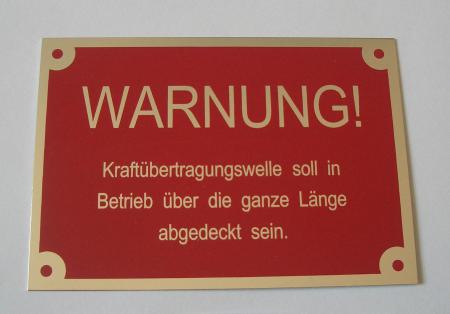 WARNUNG!
Kraftübertragungswelle soll in
Betrieb über die ganze Länge
abgedeckt sein.